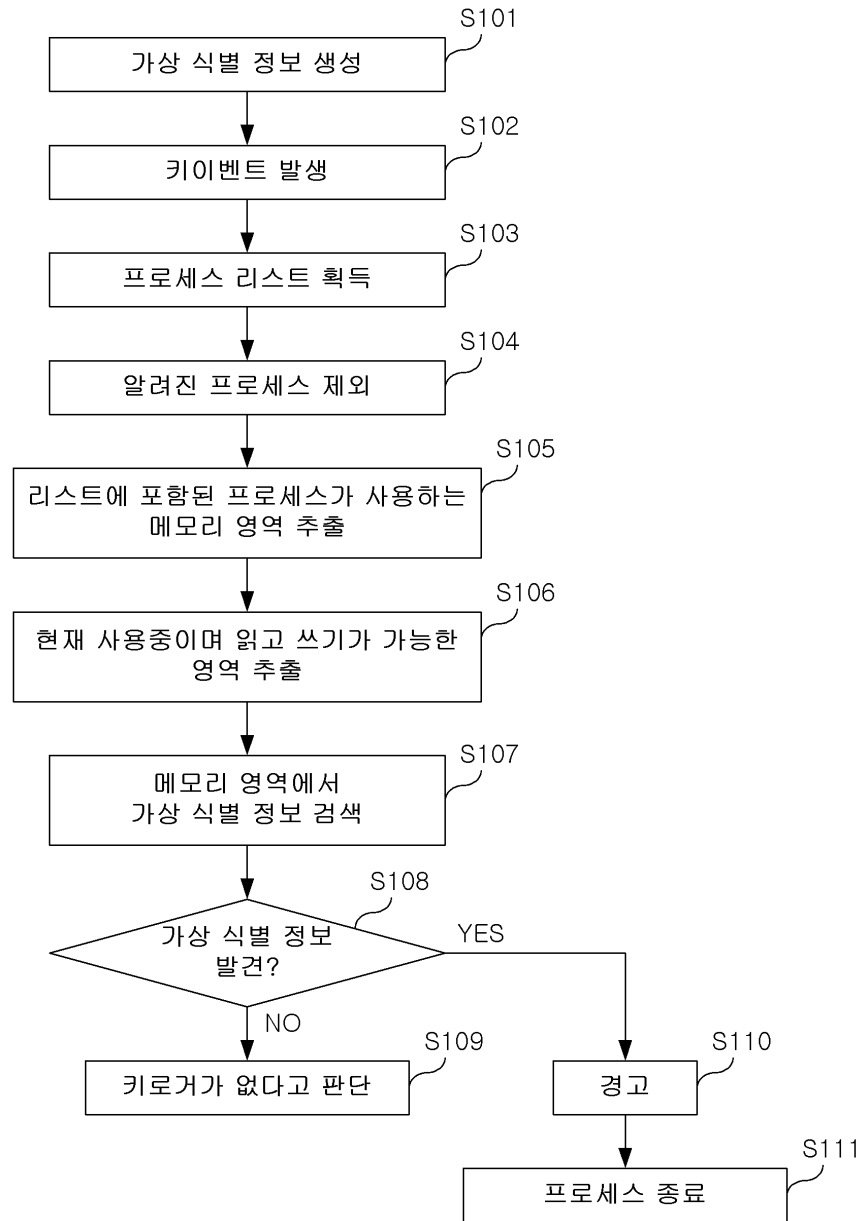 S101
가상 식별 정보 생성
S102
키이벤트 발생
S103
프로세스 리스트 획득
S104
알려진 프로세스 제외
S105
리스트에 포함된 프로세스가 사용하는
메모리 영역 추출
S106
현재 사용중이며 읽고 쓰기가 가능한
영역 추출
S107
메모리 영역에서
가상 식별 정보 검색
S108
가상 식별 정보
발견?
YES
NO
S109
키로거가 없다고 판단
S110
경고
S111
프로세스 종료